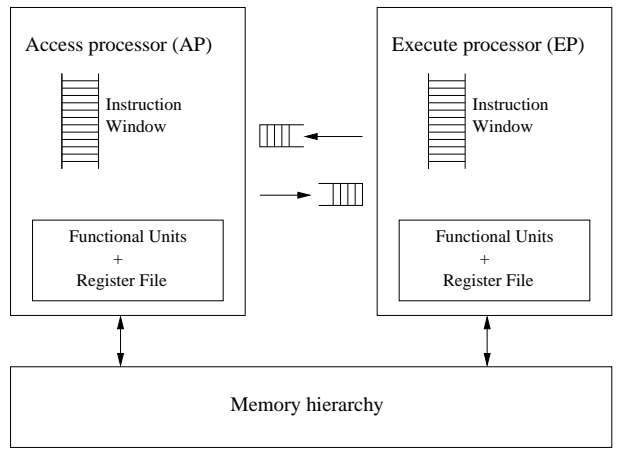 Access processor (AP)
Instruction
Window
Functional Units
+
Register File
Execute processor (EP)
Instruction
Window
Functional Units
+
Register File
Memory hierarchy